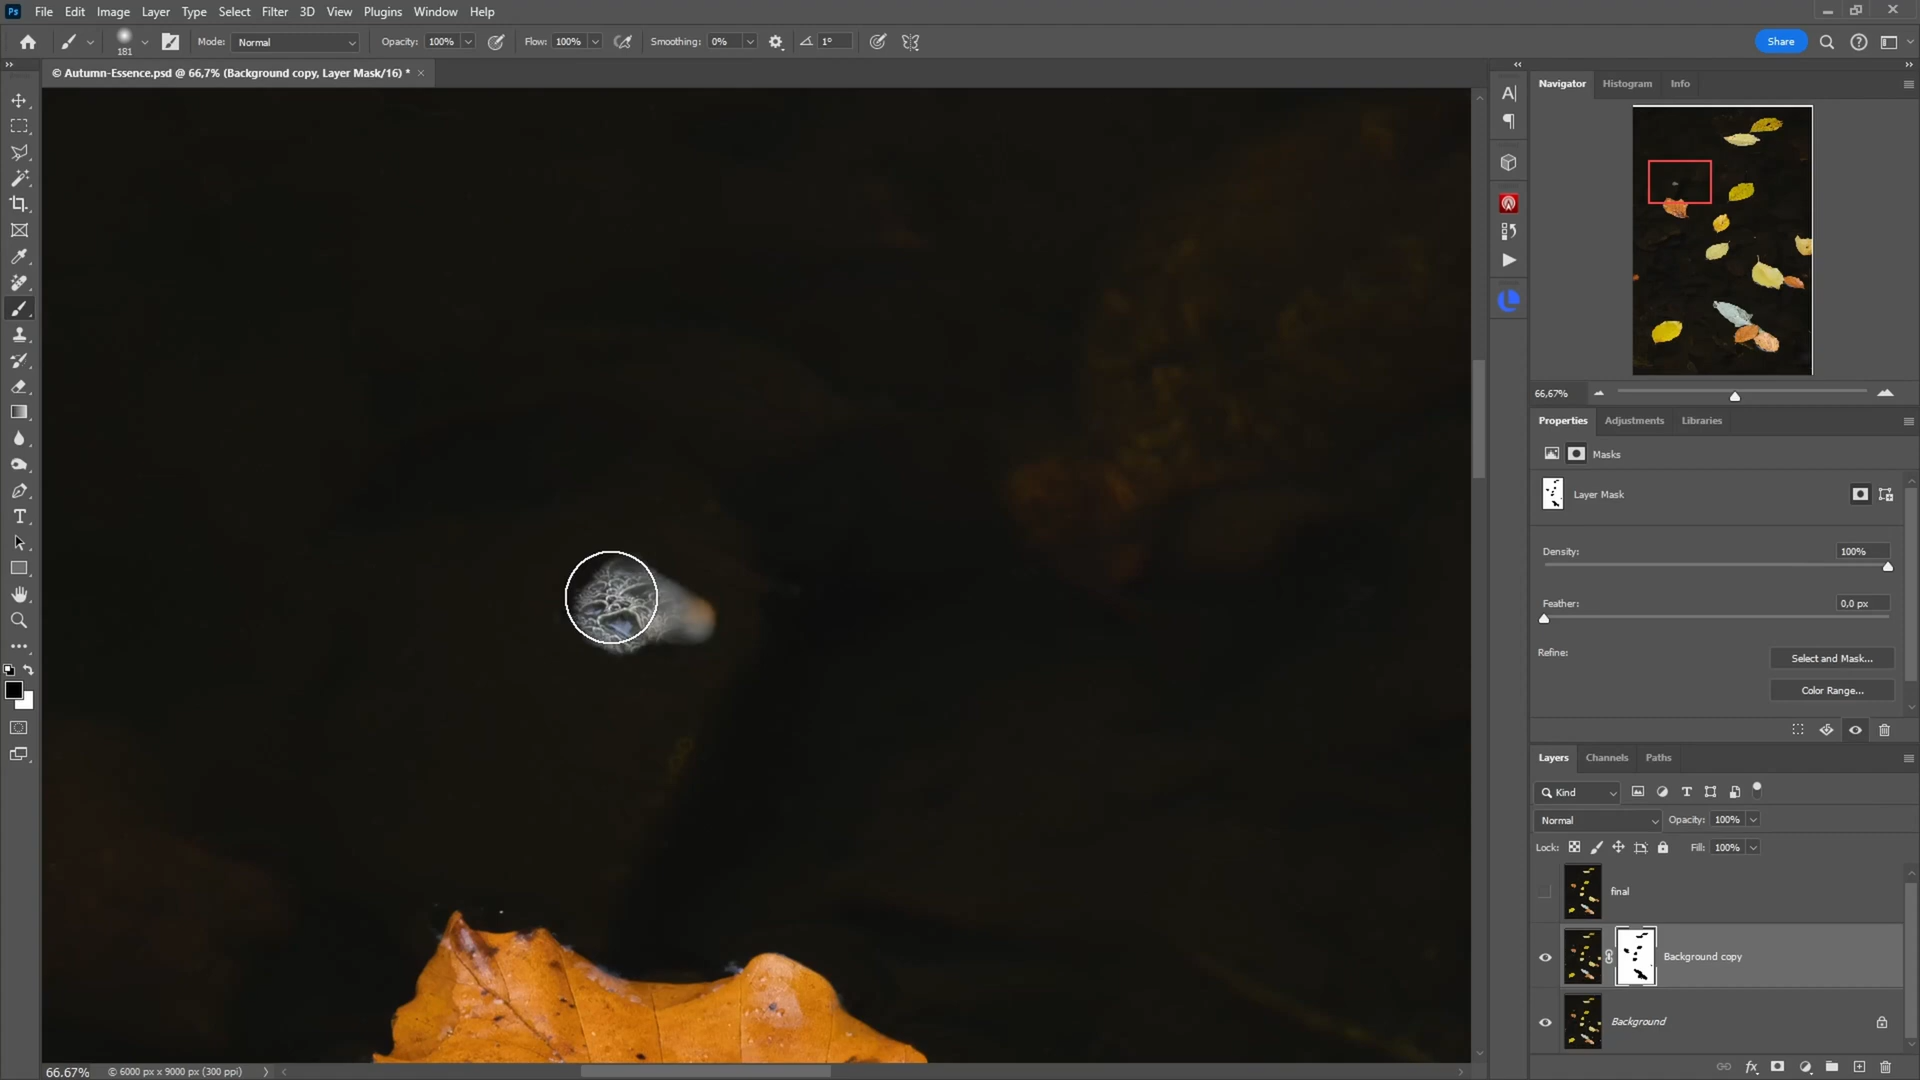 Ps File Edit Image Layer Type Select Filter 3D View Plugins Window Help
181 Mode: Normal Opacity: 100% Flow: 100% Smoothing: 0% 1° Share
© Autumn-Essence.psd @ 66,7% (Background copy, Layer Mask/16) * ×
Navigator Histogram Info
66,67%
Properties Adjustments Libraries
Masks
Layer Mask
Density: 100%
Feather: 0,0 px
Refine: Select and Mask...
Color Range...
Layers Channels Paths
Kind
Normal Opacity: 100%
Lock: Fill: 100%
final
Background copy
Background
66.67% © 6000 px x 9000 px (300 ppi)